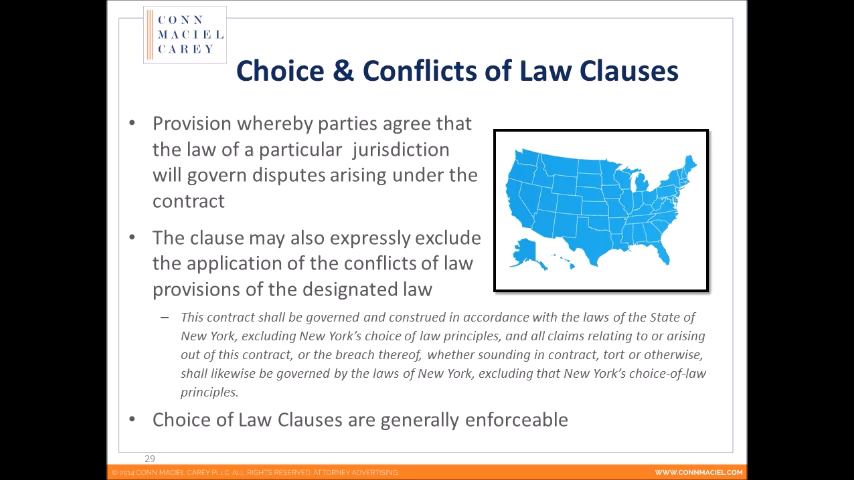 CONN
MACIEL
CAREY
Choice & Conflicts of Law Clauses
• Provision whereby parties agree that
the law of a particular jurisdiction
will govern disputes arising under the
contract
• The clause may also expressly exclude
the application of the conflicts of law
provisions of the designated law
– This contract shall be governed and construed in accordance with the laws of the State of
New York, excluding New York's choice of law principles, and all claims relating to or arising
out of this contract, or the breach thereof, whether sounding in contract, tort or otherwise,
shall likewise be governed by the laws of New York, excluding that New York's choice-of-law
principles.
• Choice of Law Clauses are generally enforceable
29
© 2014 CONN MACIEL CAREY PLLC ALL RIGHTS RESERVED. ATTORNEY ADVERTISING.
WWW.CONNMACIEL.COM